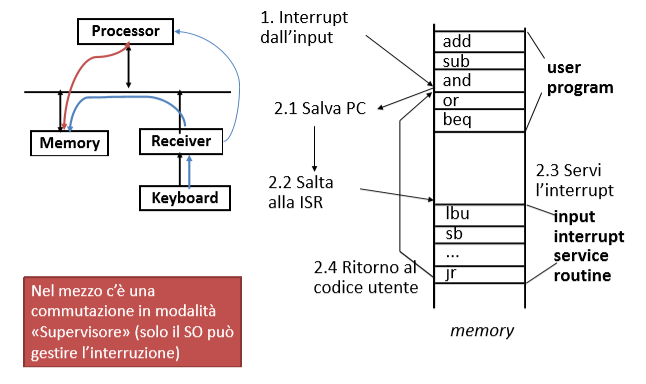 Processor
Memory
Receiver
Keyboard
Nel mezzo c'è una
commutazione in modalità
«Supervisore» (solo il SO può
gestire l'interruzione)
1. Interrupt
dall'input
2.1 Salva PC
2.2 Salta
alla ISR
2.4 Ritorno al
codice utente
add
sub
and
or
beq
lbu
sb
...
jr
memory
user
program
2.3 Servi
l'interrupt
input
interrupt
service
routine